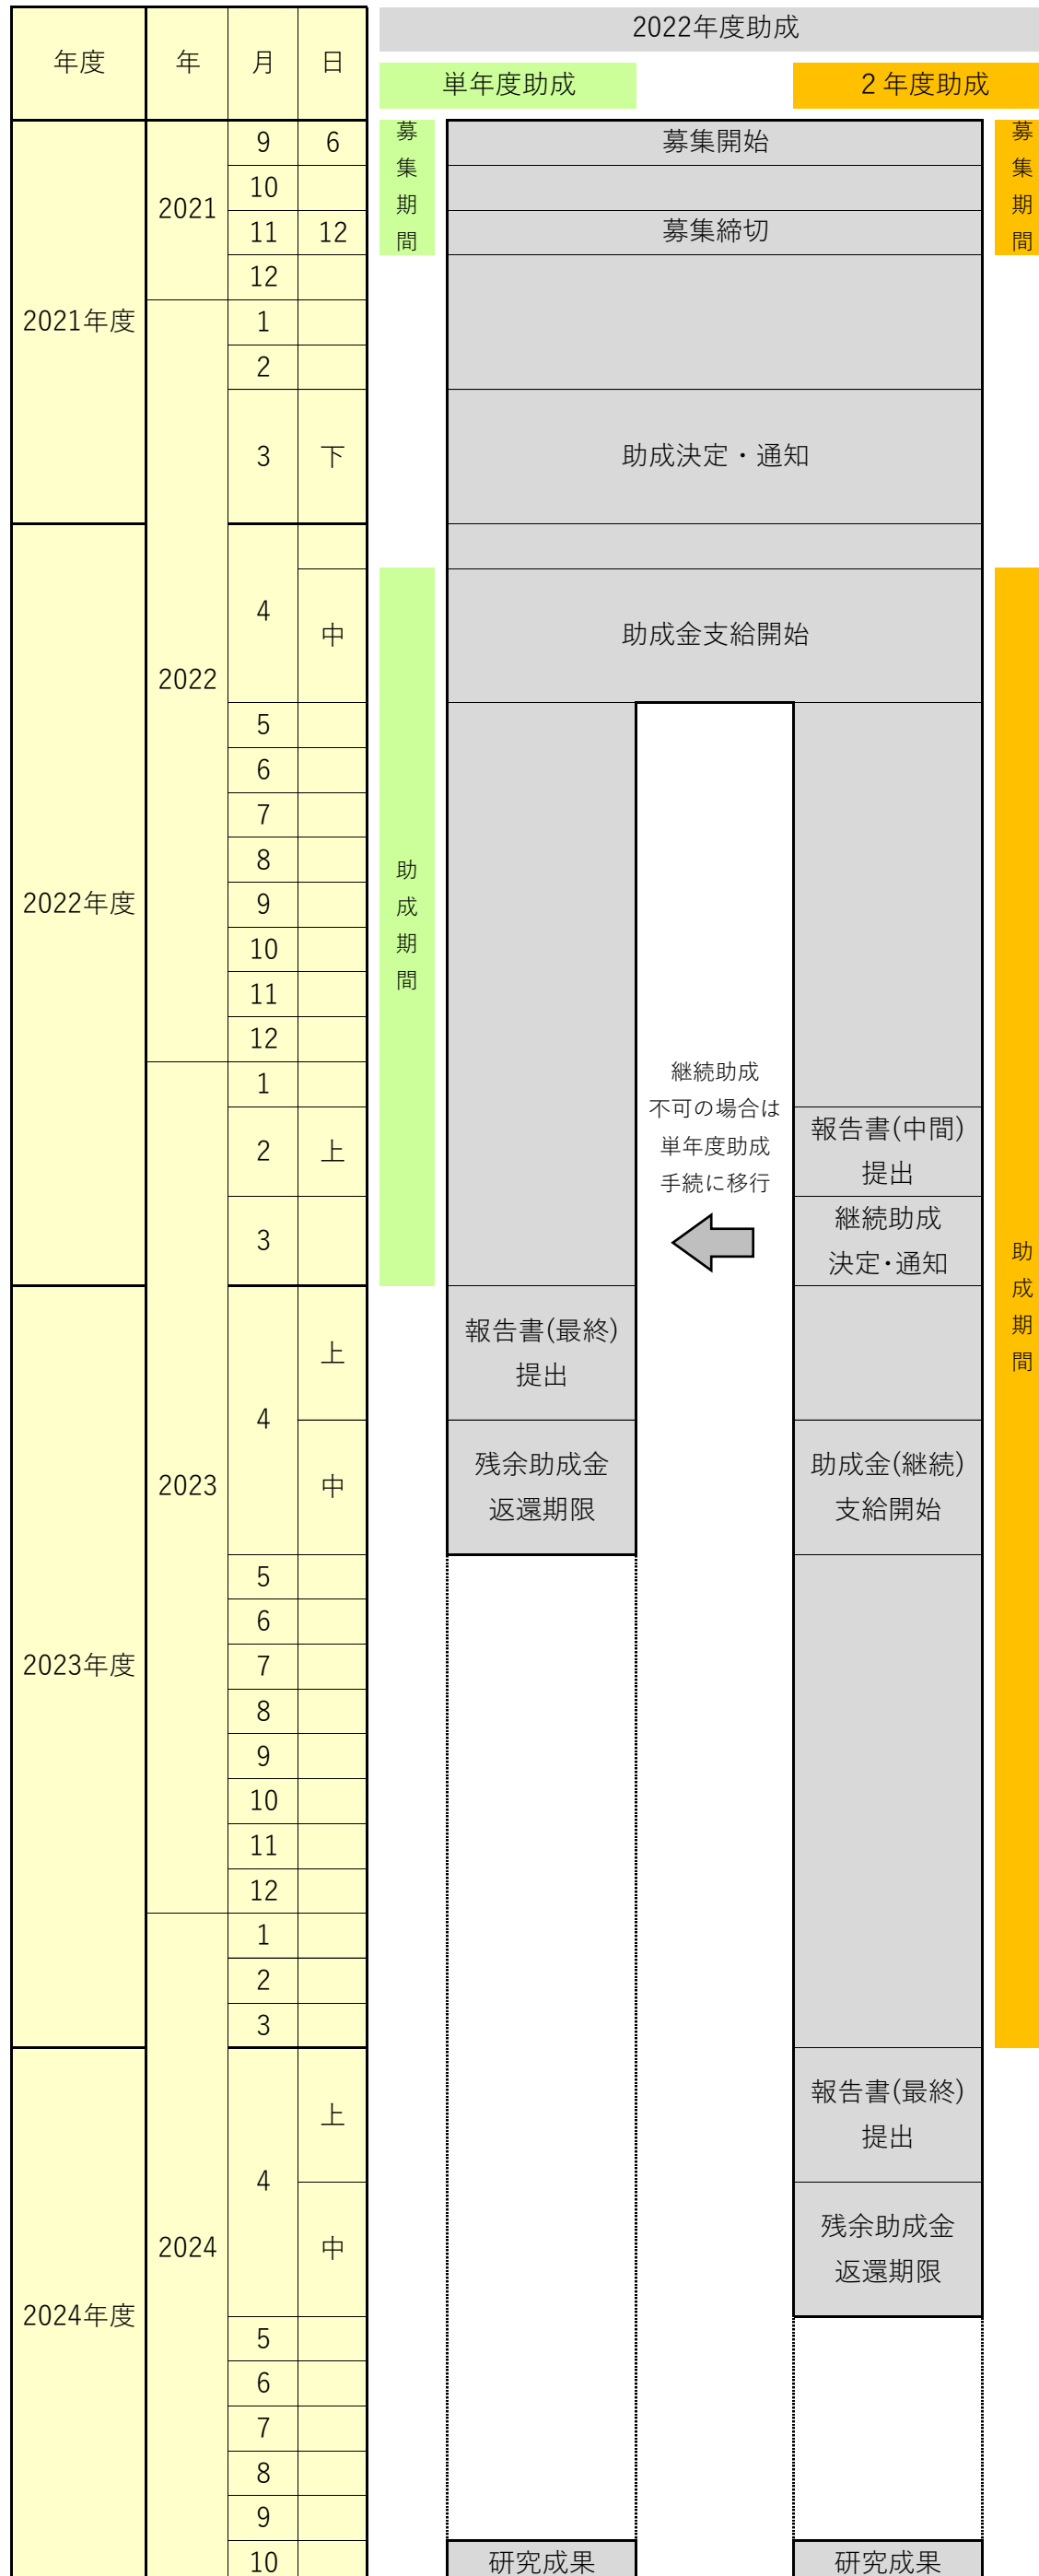 2022年度助成
年度 年 月 日
単年度助成 ２年度助成
募集期間
募集期間
2021年度
2021
9 6 募集開始
10
11 12 募集締切
12
2022
1
2
3 下 助成決定・通知
2022年度
4
中 助成金支給開始
助成期間
助成期間
5
6
7
8
9
10
11
12
2023
1
継続助成
不可の場合は
単年度助成
手続に移行
2 上 報告書(中間)
提出
3 継続助成
決定・通知
2023年度
4
上 報告書(最終)
提出
中 残余助成金
返還期限
助成金(継続)
支給開始
5
6
7
8
9
10
11
12
2024
1
2
3
2024年度
4
上 報告書(最終)
提出
中 残余助成金
返還期限
5
6
7
8
9
10 研究成果 研究成果